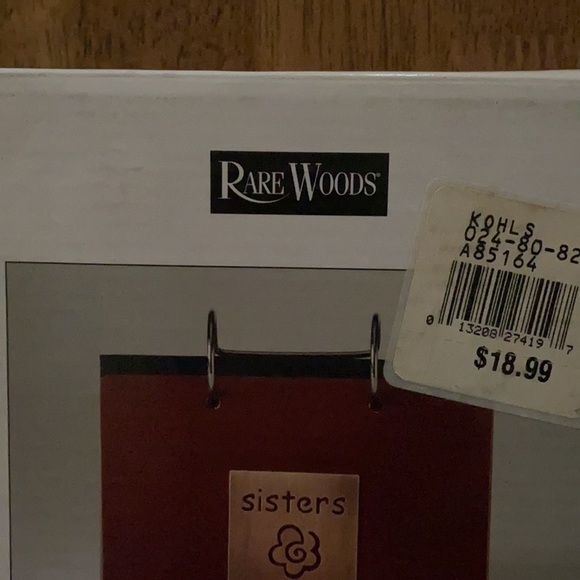 RARE WOODS®
KOHLS
024-80-82
A85164
0 13208 27419 7
$18.99
sisters